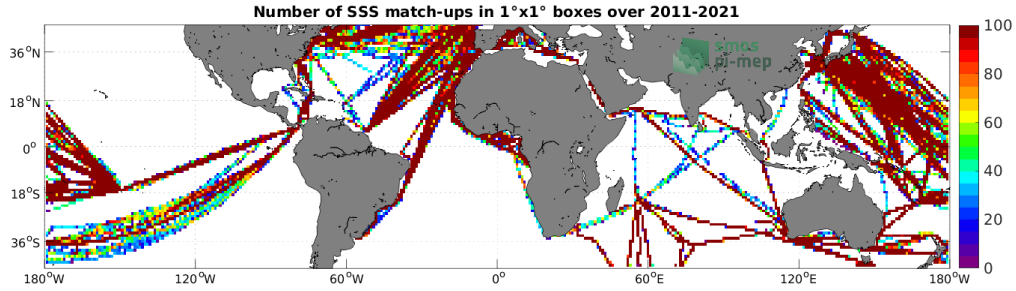 Number of SSS match-ups in 1°x1° boxes over 2011-2021
36°N
18°N
0°
18°S
36°S
180°W
120°W
60°W
0°
60°E
120°E
180°W
100
80
60
40
20
0
smos
pi-mep